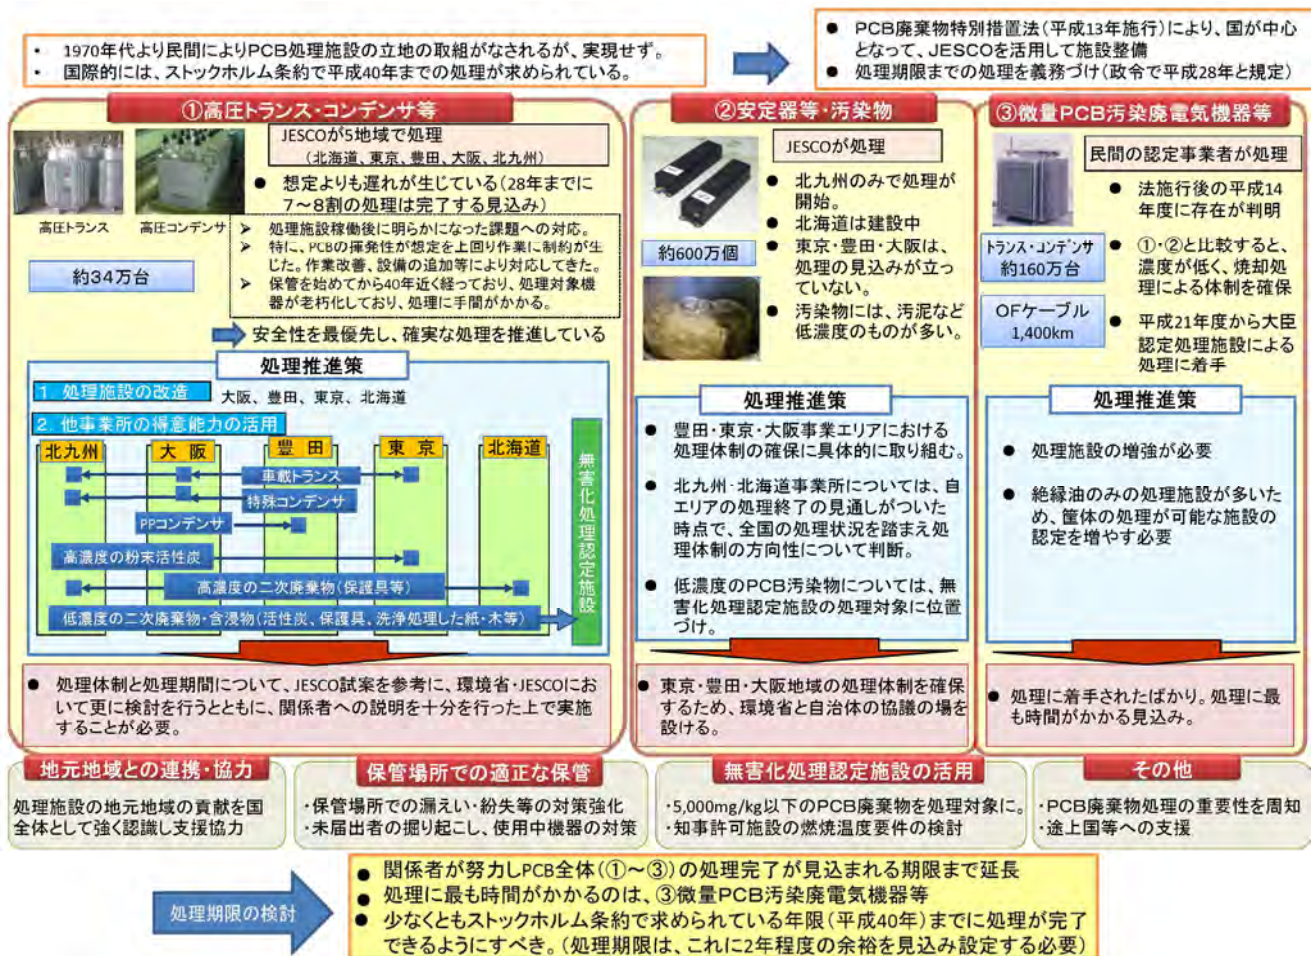 ・ 1970年代より民間によりPCB処理施設の立地の取組がなされるが、実現せず。
・ 国際的には、ストックホルム条約で平成40年までの処理が求められている。
● PCB廃棄物特別措置法(平成13年施行)により、国が中心
となって、JESCOを活用して施設整備
● 処理期限までの処理を義務づけ(政令で平成28年と規定)
①高圧トランス・コンデンサ等
高圧トランス
高圧コンデンサ
約34万台
JESCOが5地域で処理
(北海道、東京、豊田、大阪、北九州)
● 想定よりも遅れが生じている(28年までに
7～8割の処理は完了する見込み)
➢ 処理施設稼働後に明らかになった課題への対応。
➢ 特に、PCBの揮発性が想定を上回り作業に制約が生
じた。作業改善、設備の追加等により対応してきた。
➢ 保管を始めてから40年近く経っており、処理対象機
器が老朽化しており、処理に手間がかかる。
安全性を最優先し、確実な処理を推進している
処理推進策
1. 処理施設の改造
大阪、豊田、東京、北海道
2. 他事業所の得意能力の活用
北九州
大阪
豊田
東京
北海道
車載トランス
特殊コンデンサ
PPコンデンサ
高濃度の粉末活性炭
高濃度の二次廃棄物(保護具等)
低濃度の二次廃棄物・含浸物(活性炭、保護具、洗浄処理した紙・木等)
無害化処理認定施設
● 処理体制と処理期間について、JESCO試案を参考に、環境省・JESCOにお
いて更に検討を行うとともに、関係者への説明を十分を行った上で実施
することが必要。
②安定器等・汚染物
約600万個
JESCOが処理
● 北九州のみで処理が
開始。
● 北海道は建設中
● 東京・豊田・大阪は、
処理の見込みが立っ
ていない。
● 汚染物には、汚泥など
低濃度のものが多い。
処理推進策
● 豊田・東京・大阪事業エリアにおける
処理体制の確保に具体的に取り組む。
● 北九州・北海道事業所については、自
エリアの処理終了の見通しがついた
時点で、全国の処理状況を踏まえ処
理体制の方向性について判断。
● 低濃度のPCB汚染物については、無
害化処理認定施設の処理対象に位置
づけ。
● 東京・豊田・大阪地域の処理体制を確保
するため、環境省と自治体の協議の場を
設ける。
③微量PCB汚染廃電気機器等
トランス・コンデンサ
約160万台
OFケーブル
1,400km
民間の認定事業者が処理
● 法施行後の平成14
年度に存在が判明
● ①・②と比較すると、
濃度が低く、焼却処
理による体制を確保
● 平成21年度から大臣
認定処理施設による
処理に着手
処理推進策
● 処理施設の増強が必要
● 絶縁油のみの処理施設が多いた
め、筐体の処理が可能な施設の
認定を増やす必要
● 処理に着手されたばかり。処理に最
も時間がかかる見込み。
地元地域との連携・協力
処理施設の地元地域の貢献を国
全体として強く認識し支援協力
保管場所での適正な保管
・保管場所での漏えい・紛失等の対策強化
・未届出者の掘り起こし、使用中機器の対策
無害化処理認定施設の活用
・5,000mg/kg以下のPCB廃棄物を処理対象に。
・知事許可施設の燃焼温度要件の検討
その他
・PCB廃棄物処理の重要性を周知
・途上国等への支援
処理期限の検討
● 関係者が努力しPCB全体(①～③)の処理完了が見込まれる期限まで延長
● 処理に最も時間がかかるのは、③微量PCB汚染廃電気機器等
● 少なくともストックホルム条約で求められている年限(平成40年)までに処理が完了
できるようにすべき。(処理期限は、これに2年程度の余裕を見込み設定する必要)